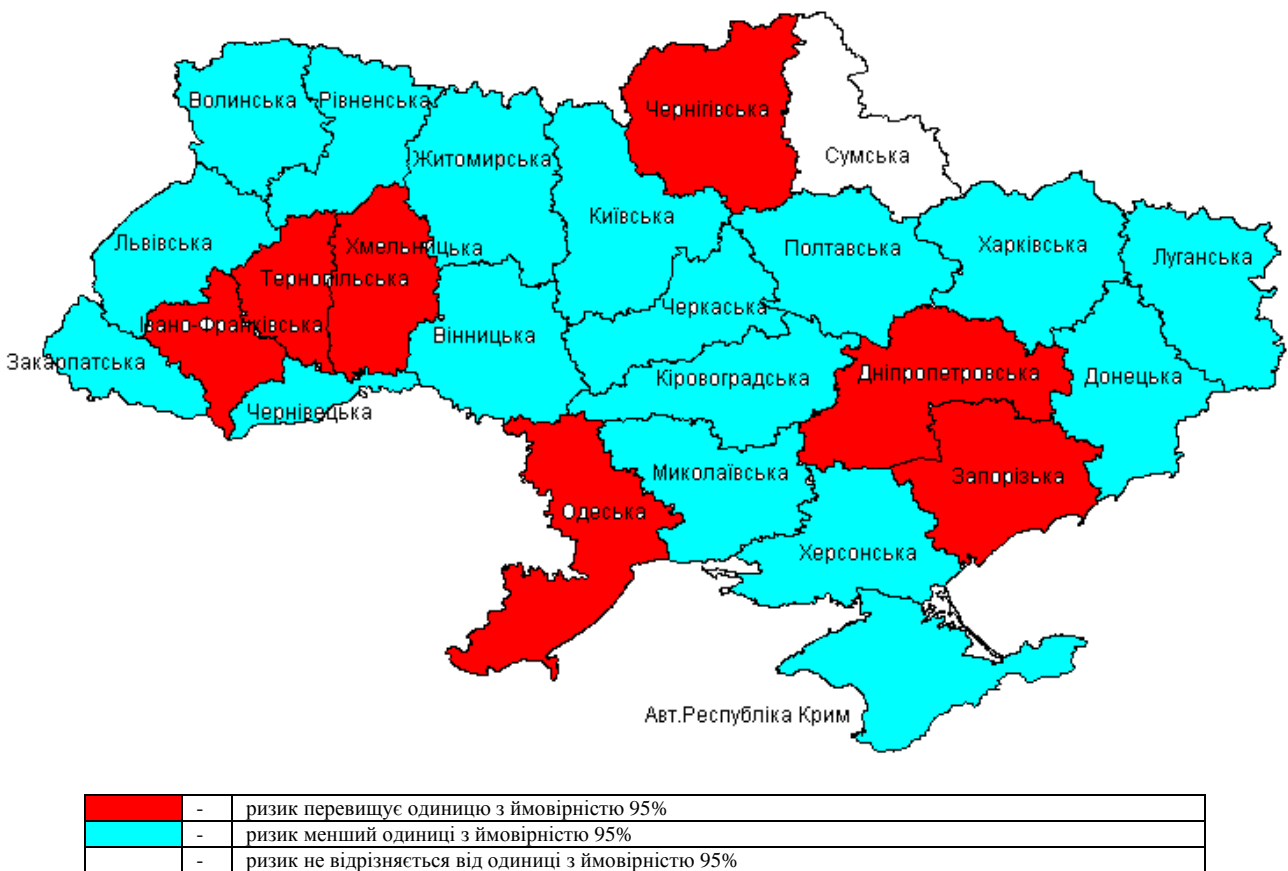 Волинська
Рівненська
Чернігівська
Сумська
Житомирська
Київська
Львівська
Хмельницька
Тернопільська
Полтавська
Харківська
Луганська
Черкаська
Івано-Франківська
Вінницька
Закарпатська
Кіровоградська
Дніпропетровська
Донецька
Чернівецька
Миколаївська
Запорізька
Одеська
Херсонська
Авт.Республіка Крим
- ризик перевищує одиницю з ймовірністю 95%
- ризик менший одиниці з ймовірністю 95%
- ризик не відрізняється від одиниці з ймовірністю 95%